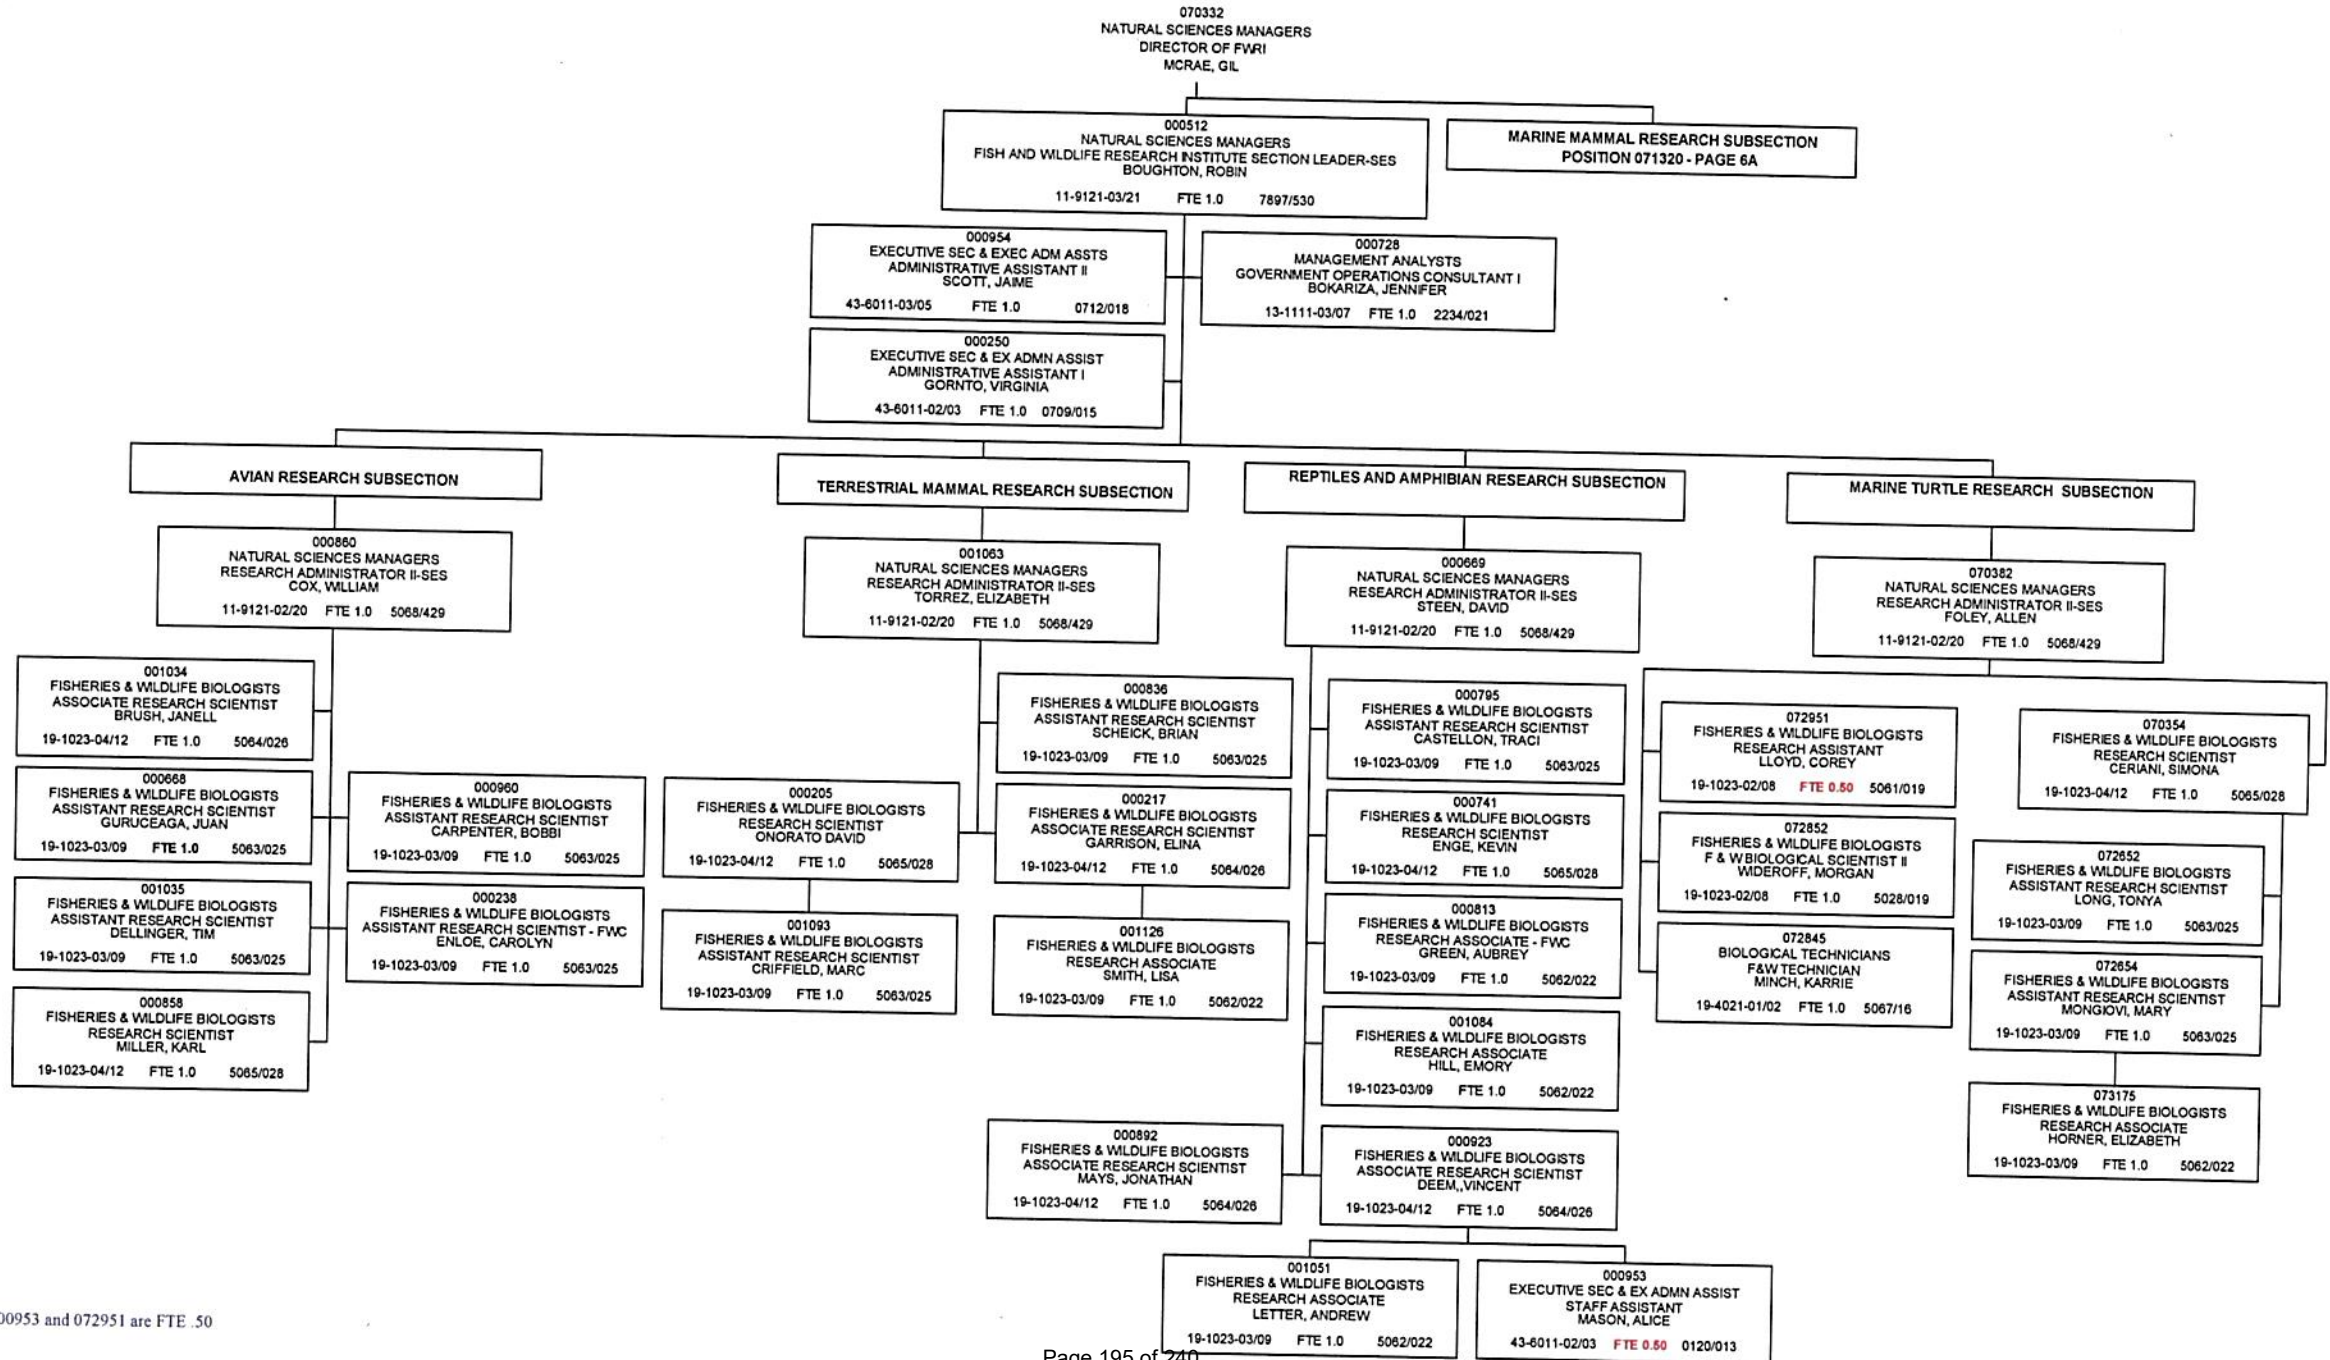 070332
NATURAL SCIENCES MANAGERS
DIRECTOR OF FWRI
MCRAE, GIL
000512
NATURAL SCIENCES MANAGERS
FISH AND WILDLIFE RESEARCH INSTITUTE SECTION LEADER-SES
BOUGHTON, ROBIN
11-9121-03/21 FTE 1.0 7897/530
MARINE MAMMAL RESEARCH SUBSECTION
POSITION 071320 - PAGE 6A
000954
EXECUTIVE SEC & EXEC ADM ASSTS
ADMINISTRATIVE ASSISTANT II
SCOTT, JAIME
43-6011-03/05 FTE 1.0 0712/018
000728
MANAGEMENT ANALYSTS
GOVERNMENT OPERATIONS CONSULTANT I
BOKARIZA, JENNIFER
13-1111-03/07 FTE 1.0 2234/021
000250
EXECUTIVE SEC & EX ADMN ASSIST
ADMINISTRATIVE ASSISTANT I
GORNTO, VIRGINIA
43-6011-02/03 FTE 1.0 0709/015
AVIAN RESEARCH SUBSECTION
000860
NATURAL SCIENCES MANAGERS
RESEARCH ADMINISTRATOR II-SES
COX, WILLIAM
11-9121-02/20 FTE 1.0 5068/429
001034
FISHERIES & WILDLIFE BIOLOGISTS
ASSOCIATE RESEARCH SCIENTIST
BRUSH, JANELL
19-1023-04/12 FTE 1.0 5064/026
000668
FISHERIES & WILDLIFE BIOLOGISTS
ASSISTANT RESEARCH SCIENTIST
GURUCEAGA, JUAN
19-1023-03/09 FTE 1.0 5063/025
000960
FISHERIES & WILDLIFE BIOLOGISTS
ASSISTANT RESEARCH SCIENTIST
CARPENTER, BOBBI
19-1023-03/09 FTE 1.0 5063/025
001035
FISHERIES & WILDLIFE BIOLOGISTS
ASSISTANT RESEARCH SCIENTIST
DELLINGER, TIM
19-1023-03/09 FTE 1.0 5063/025
000238
FISHERIES & WILDLIFE BIOLOGISTS
ASSISTANT RESEARCH SCIENTIST - FWC
ENLOE, CAROLYN
19-1023-03/09 FTE 1.0 5063/025
000858
FISHERIES & WILDLIFE BIOLOGISTS
RESEARCH SCIENTIST
MILLER, KARL
19-1023-04/12 FTE 1.0 5065/028
TERRESTRIAL MAMMAL RESEARCH SUBSECTION
001063
NATURAL SCIENCES MANAGERS
RESEARCH ADMINISTRATOR II-SES
TORREZ, ELIZABETH
11-9121-02/20 FTE 1.0 5068/429
000836
FISHERIES & WILDLIFE BIOLOGISTS
ASSISTANT RESEARCH SCIENTIST
SCHEICK, BRIAN
19-1023-03/09 FTE 1.0 5063/025
000205
FISHERIES & WILDLIFE BIOLOGISTS
RESEARCH SCIENTIST
ONORATO DAVID
19-1023-04/12 FTE 1.0 5065/028
000217
FISHERIES & WILDLIFE BIOLOGISTS
ASSOCIATE RESEARCH SCIENTIST
GARRISON, ELINA
19-1023-04/12 FTE 1.0 5064/026
001093
FISHERIES & WILDLIFE BIOLOGISTS
ASSISTANT RESEARCH SCIENTIST
CRIFFIELD, MARC
19-1023-03/09 FTE 1.0 5063/025
001126
FISHERIES & WILDLIFE BIOLOGISTS
RESEARCH ASSOCIATE
SMITH, LISA
19-1023-03/09 FTE 1.0 5062/022
REPTILES AND AMPHIBIAN RESEARCH SUBSECTION
000669
NATURAL SCIENCES MANAGERS
RESEARCH ADMINISTRATOR II-SES
STEEN, DAVID
11-9121-02/20 FTE 1.0 5068/429
000795
FISHERIES & WILDLIFE BIOLOGISTS
ASSISTANT RESEARCH SCIENTIST
CASTELLON, TRACI
19-1023-03/09 FTE 1.0 5063/025
000741
FISHERIES & WILDLIFE BIOLOGISTS
RESEARCH SCIENTIST
ENGE, KEVIN
19-1023-04/12 FTE 1.0 5065/028
000813
FISHERIES & WILDLIFE BIOLOGISTS
RESEARCH ASSOCIATE - FWC
GREEN, AUBREY
19-1023-03/09 FTE 1.0 5062/022
001084
FISHERIES & WILDLIFE BIOLOGISTS
RESEARCH ASSOCIATE
HILL, EMORY
19-1023-03/09 FTE 1.0 5062/022
000892
FISHERIES & WILDLIFE BIOLOGISTS
ASSOCIATE RESEARCH SCIENTIST
MAYS, JONATHAN
19-1023-04/12 FTE 1.0 5064/026
000923
FISHERIES & WILDLIFE BIOLOGISTS
ASSOCIATE RESEARCH SCIENTIST
DEEM,,VINCENT
19-1023-04/12 FTE 1.0 5064/026
001051
FISHERIES & WILDLIFE BIOLOGISTS
RESEARCH ASSOCIATE
LETTER, ANDREW
19-1023-03/09 FTE 1.0 5062/022
000953
EXECUTIVE SEC & EX ADMN ASSIST
STAFF ASSISTANT
MASON, ALICE
43-6011-02/03 FTE 0.50 0120/013
MARINE TURTLE RESEARCH SUBSECTION
070382
NATURAL SCIENCES MANAGERS
RESEARCH ADMINISTRATOR II-SES
FOLEY, ALLEN
11-9121-02/20 FTE 1.0 5068/429
072951
FISHERIES & WILDLIFE BIOLOGISTS
RESEARCH ASSISTANT
LLOYD, COREY
19-1023-02/08 FTE 0.50 5061/019
072852
FISHERIES & WILDLIFE BIOLOGISTS
F & W BIOLOGICAL SCIENTIST II
WIDEROFF, MORGAN
19-1023-02/08 FTE 1.0 5028/019
072845
BIOLOGICAL TECHNICIANS
F&W TECHNICIAN
MINCH, KARRIE
19-4021-01/02 FTE 1.0 5067/16
070354
FISHERIES & WILDLIFE BIOLOGISTS
RESEARCH SCIENTIST
CERIANI, SIMONA
19-1023-04/12 FTE 1.0 5065/028
072652
FISHERIES & WILDLIFE BIOLOGISTS
ASSISTANT RESEARCH SCIENTIST
LONG, TONYA
19-1023-03/09 FTE 1.0 5063/025
072654
FISHERIES & WILDLIFE BIOLOGISTS
ASSISTANT RESEARCH SCIENTIST
MONGIOVI, MARY
19-1023-03/09 FTE 1.0 5063/025
073175
FISHERIES & WILDLIFE BIOLOGISTS
RESEARCH ASSOCIATE
HORNER, ELIZABETH
19-1023-03/09 FTE 1.0 5062/022
00953 and 072951 are FTE .50
Page 195 of 240